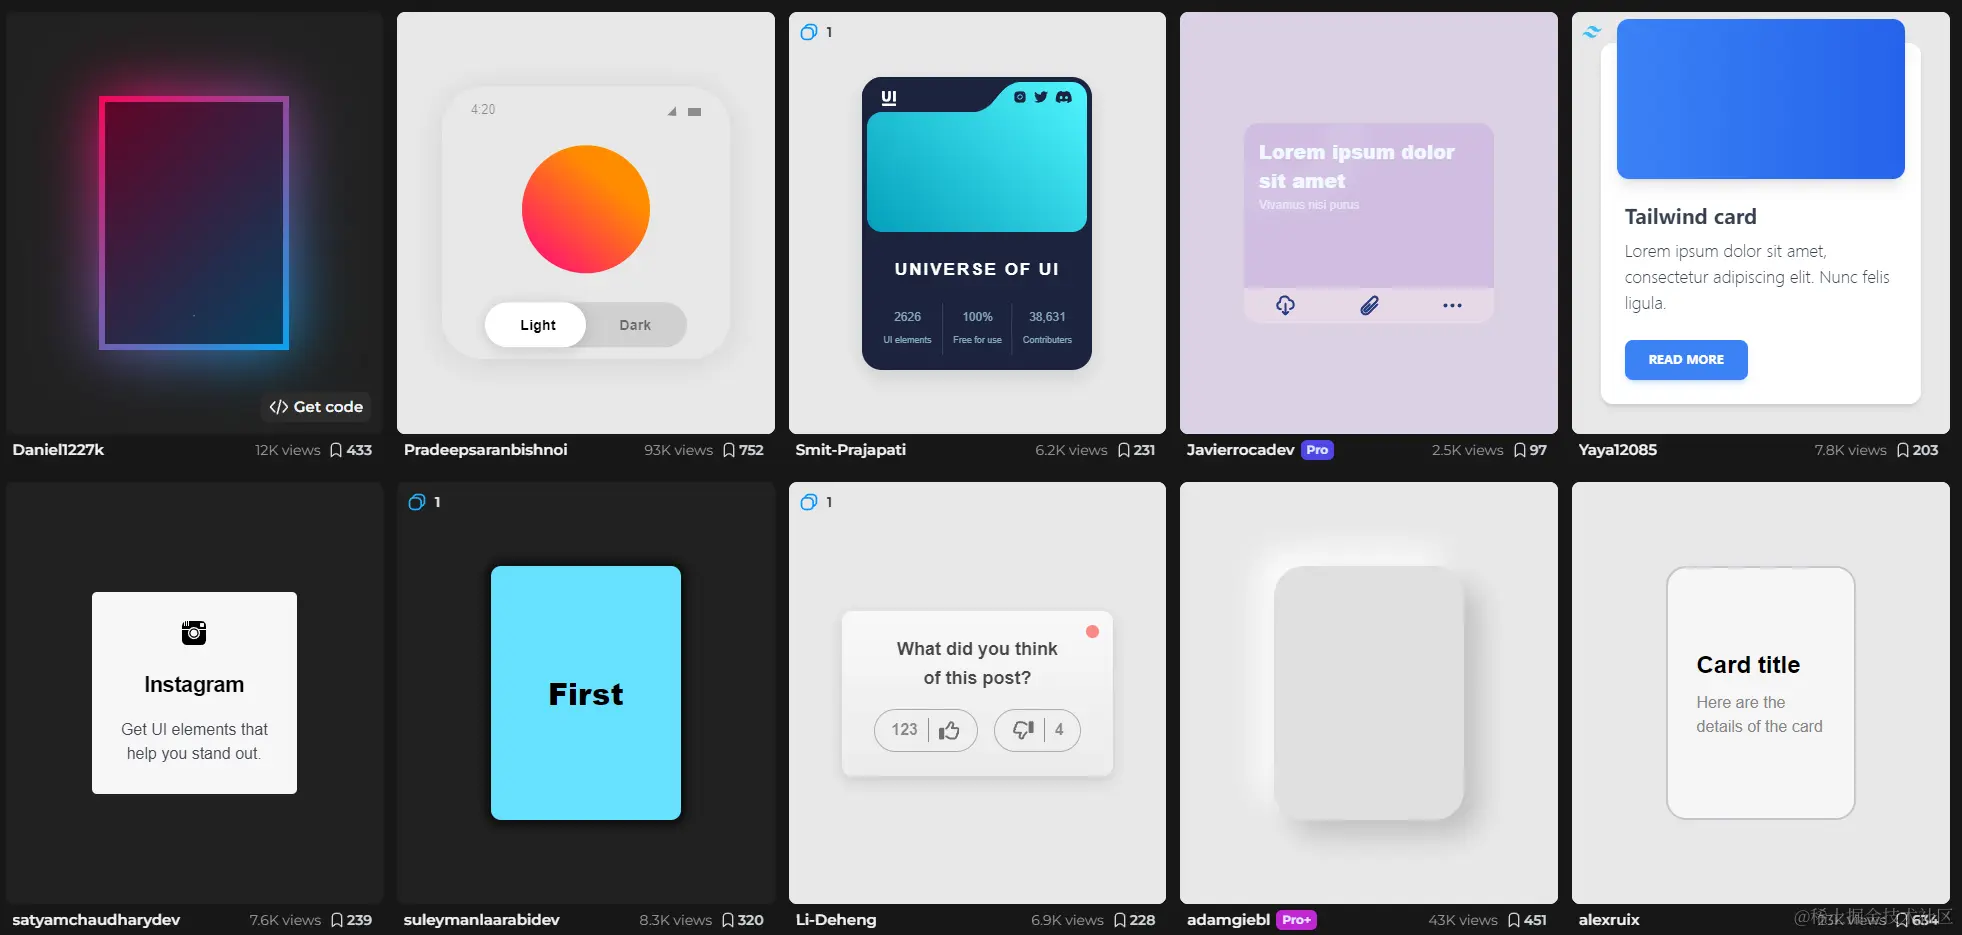 Get code
Daniel1227k 12K views 433
4:20
Light Dark
Pradeepsaranbishnoi 93K views 752
1
UI
UNIVERSE OF UI
2626 100% 38,631
UI elements Free for use Contributers
Smit-Prajapati 6.2K views 231
Lorem ipsum dolor
sit amet
Vivamus nisi purus
Javierrocadev Pro 2.5K views 97
Tailwind card
Lorem ipsum dolor sit amet,
consectetur adipiscing elit. Nunc felis
ligula.
READ MORE
Yaya12085 7.8K views 203
Instagram
Get UI elements that
help you stand out.
satyamchaudharydev 7.6K views 239
1
First
suleymanlaarabidev 8.3K views 320
1
What did you think
of this post?
123 4
Li-Deheng 6.9K views 228
adamgiebl Pro+ 43K views 451
Card title
Here are the
details of the card
alexruix 23K views 634
@稀土掘金技术社区